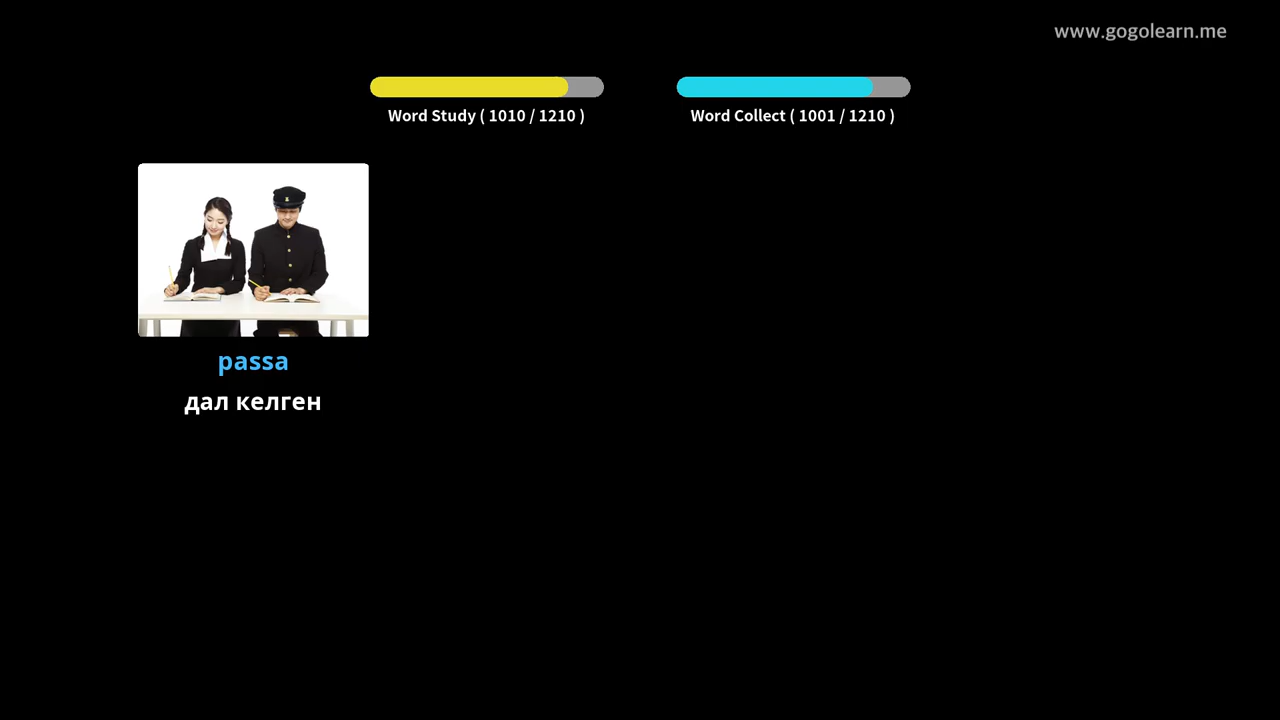 www.gogolearn.me
Word Study ( 1010 / 1210 )
Word Collect ( 1001 / 1210 )
passa
дал келген